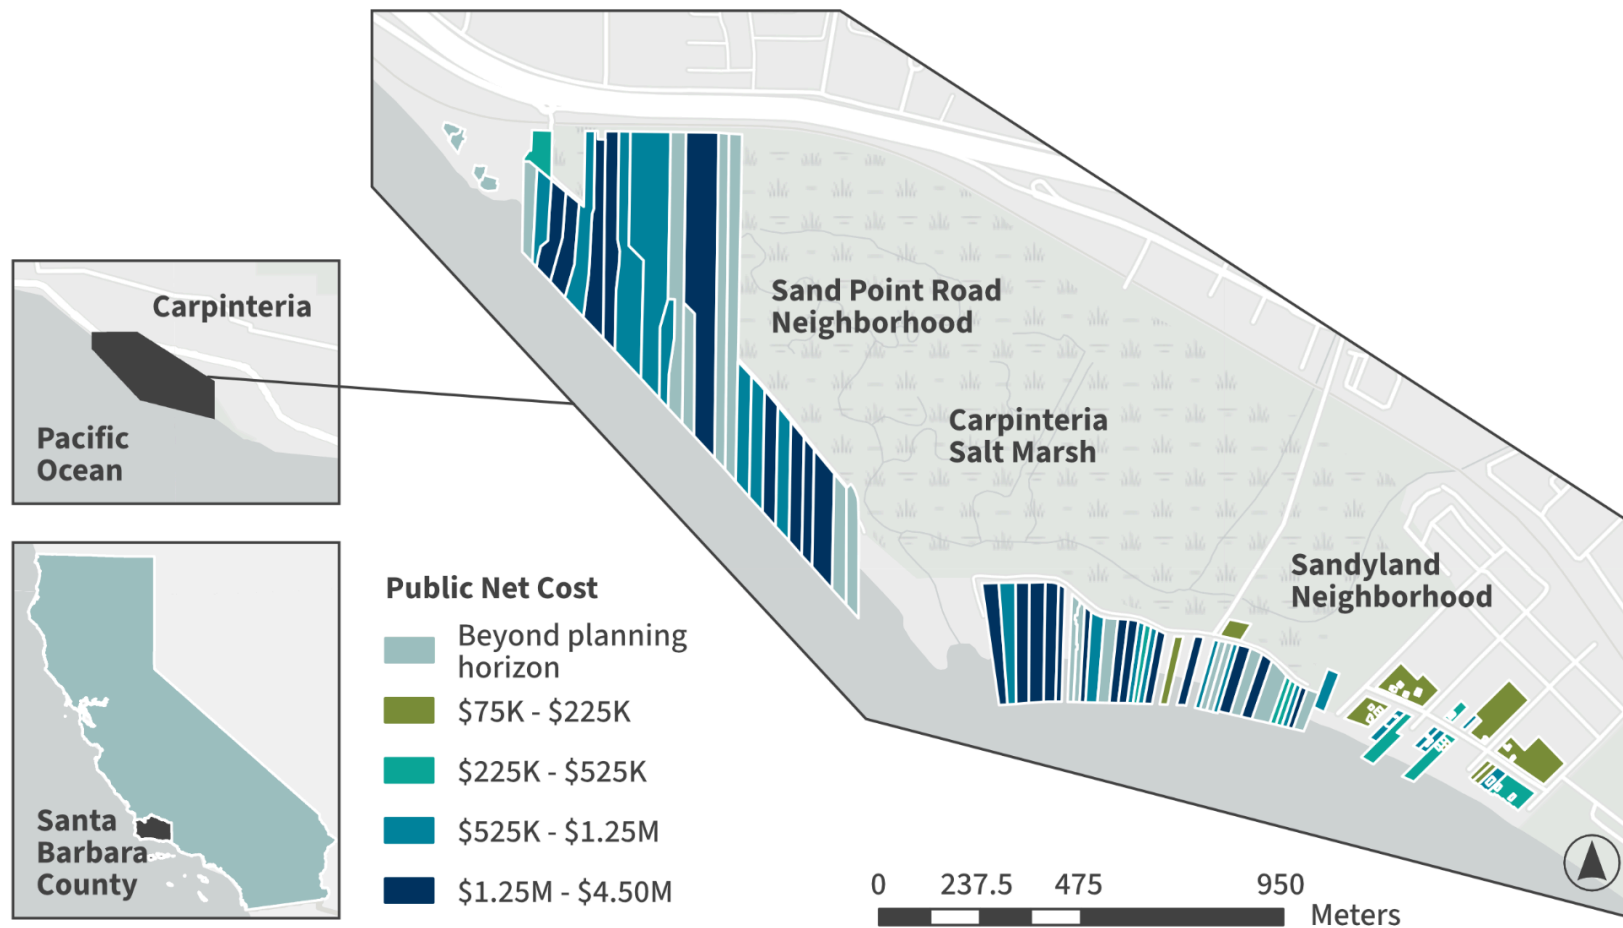 Carpinteria
Pacific
Ocean
Santa
Barbara
County
Public Net Cost
Beyond planning
horizon
$75K - $225K
$225K - $525K
$525K - $1.25M
$1.25M - $4.50M
Sand Point Road
Neighborhood
Carpinteria
Salt Marsh
Sandyland
Neighborhood
0 237.5 475 950
Meters